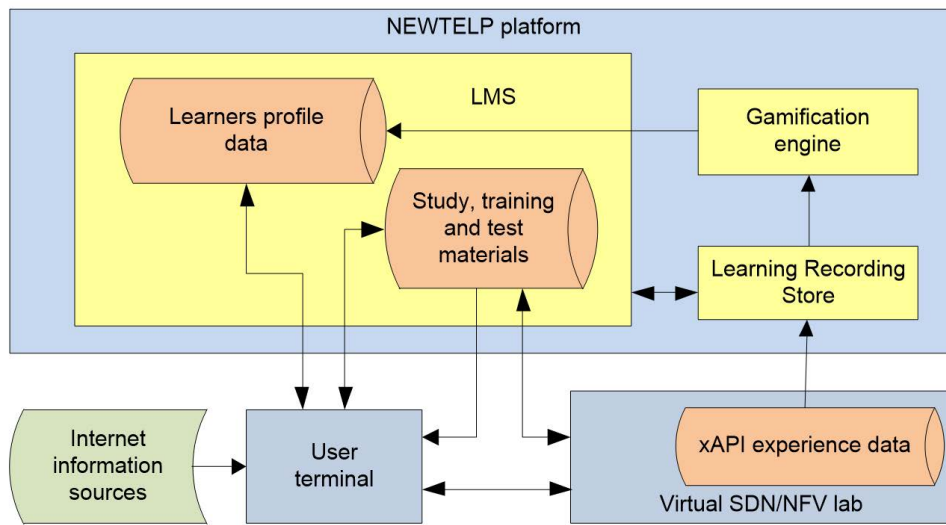 NEWTELP platform
LMS
Learners profile
data
Gamification
engine
Study, training
and test
materials
Learning Recording
Store
Internet
information
sources
User
terminal
xAPI experience data
Virtual SDN/NFV lab